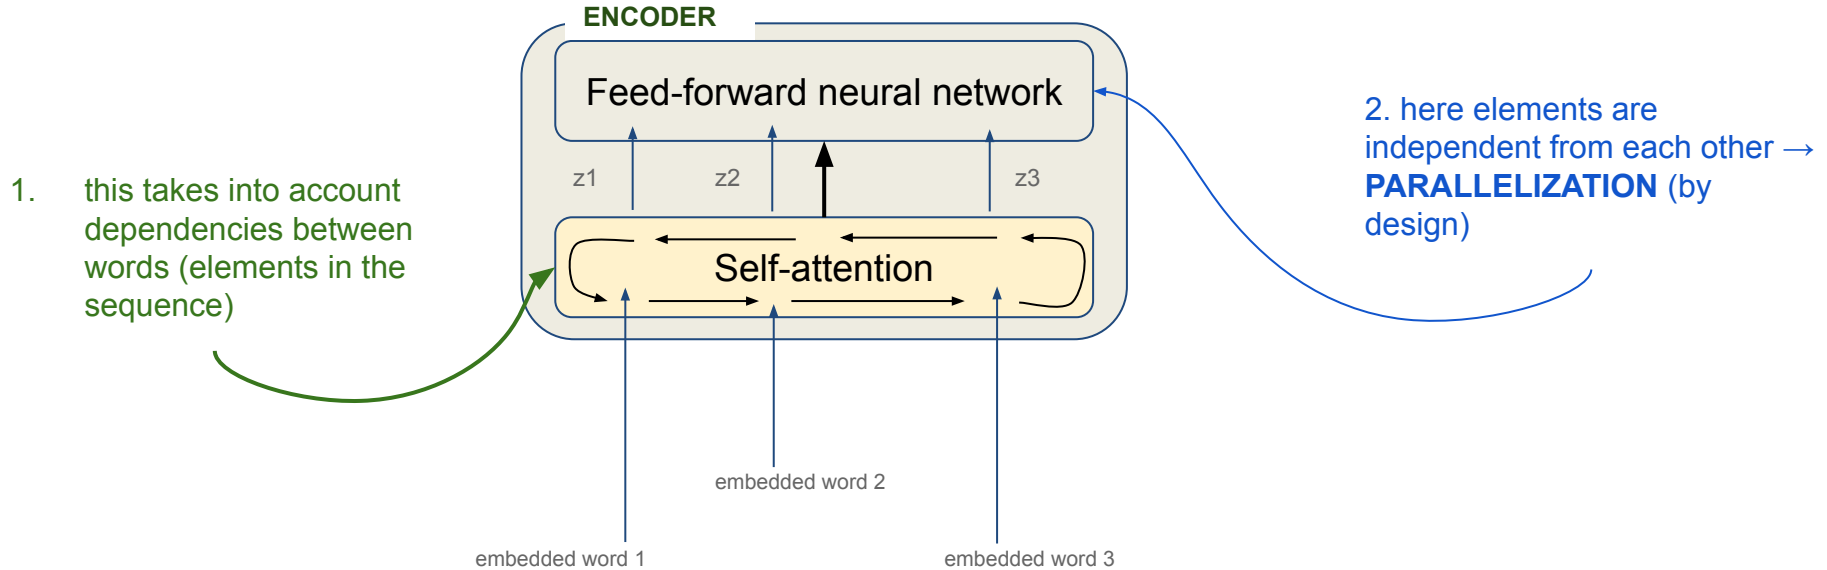 ENCODER
Feed-forward neural network
z1
z2
z3
Self-attention
1. this takes into account
dependencies between
words (elements in the
sequence)
2. here elements are
independent from each other →
PARALLELIZATION (by
design)
embedded word 2
embedded word 1
embedded word 3